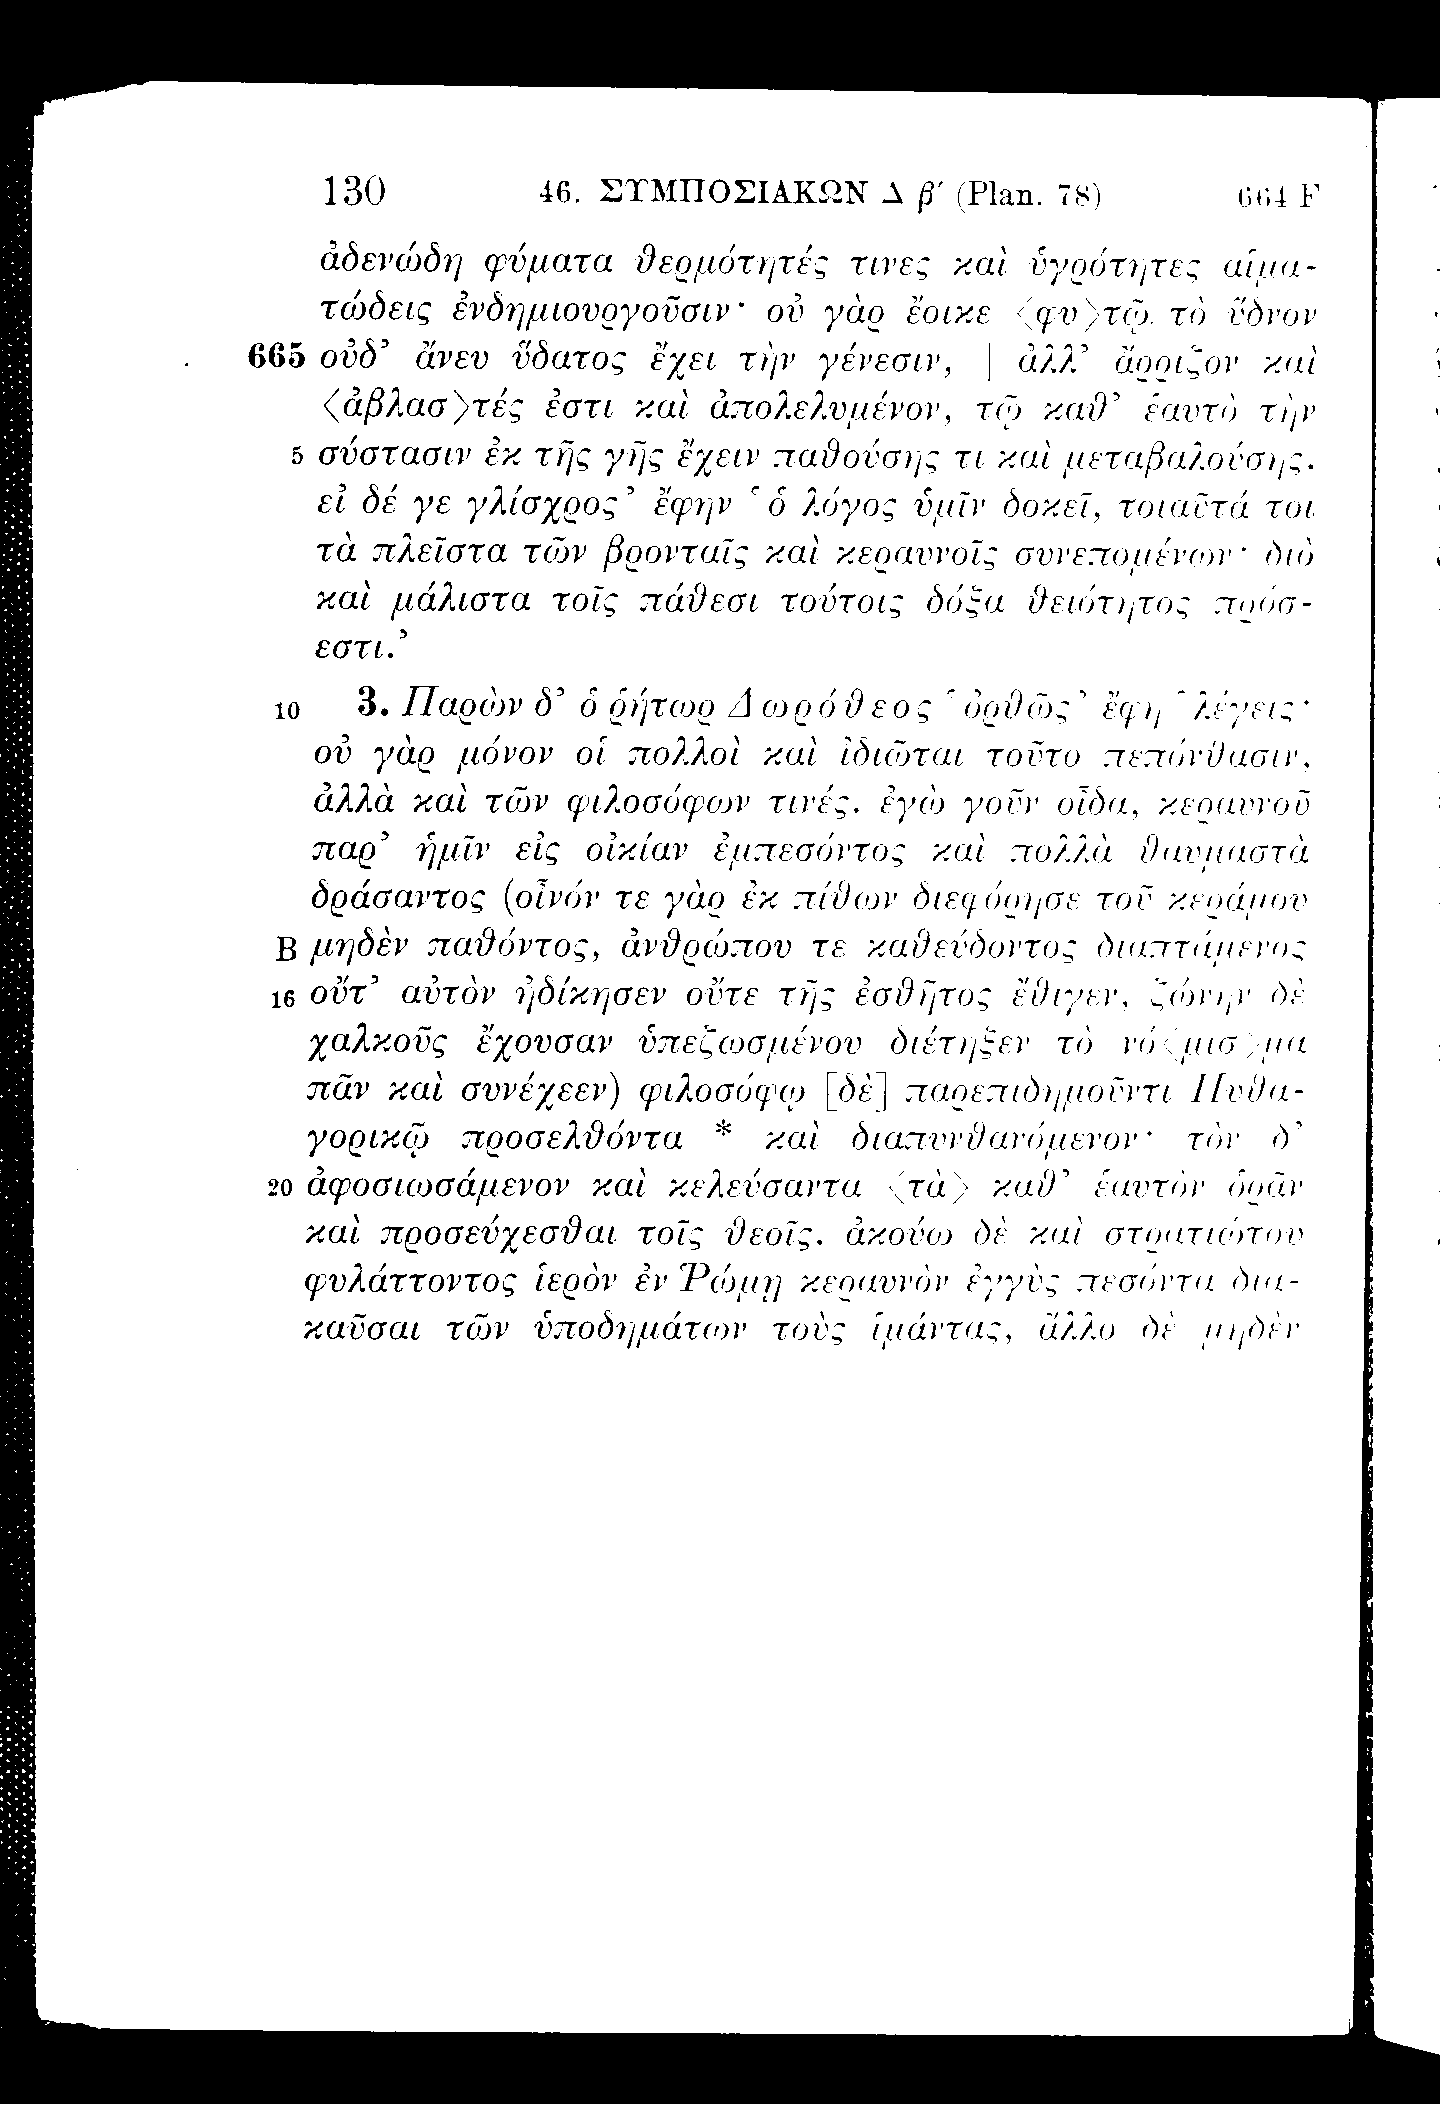 130 46. ΣΥΜΠΟΣΙΑΚΩΝ Δ β′ (Plan. 78) 664 F
ἀδενώδη φύματα θερμότητές τινες καὶ ὑγρότητες αἱμα-
τώδεις ἐνδημιουργοῦσιν· οὐ γὰρ ἔοικε ⟨φυ⟩τῷ τὸ ὕδνον
665 οὐδ’ ἄνευ ὕδατος ἔχει τὴν γένεσιν, | ἀλλ’ ἄρριζον καὶ
⟨ἀβλασ⟩τές ἐστι καὶ ἀπολελυμένον, τῷ καθ’ ἑαυτὸ τὴν
5 σύστασιν ἐκ τῆς γῆς ἔχειν παθούσης τι καὶ μεταβαλούσης.
εἰ δέ γε γλίσχρος’ ἔφην ‘ὁ λόγος ὑμῖν δοκεῖ, τοιαῦτά τοι
τὰ πλεῖστα τῶν βρονταῖς καὶ κεραυνοῖς συνεπομένων· διὸ
καὶ μάλιστα τοῖς πάθεσι τούτοις δόξα θειότητος πρόσ-
εστι.’
10 3. Παρὼν δ’ ὁ ῥήτωρ Δωρόθεος ‘ὀρθῶς’ ἔφη ‘λέγεις·
οὐ γὰρ μόνον οἱ πολλοὶ καὶ ἰδιῶται τοῦτο πεπόνθασιν,
ἀλλὰ καὶ τῶν φιλοσόφων τινές. ἐγὼ γοῦν οἶδα, κεραυνοῦ
παρ’ ἡμῖν εἰς οἰκίαν ἐμπεσόντος καὶ πολλὰ θαυμαστὰ
δράσαντος (οἶνόν τε γὰρ ἐκ πίθων διεφόρησε τοῦ κεράμου
B μηδὲν παθόντος, ἀνθρώπου τε καθεύδοντος διαπτάμενος
16 οὔτ’ αὐτὸν ἠδίκησεν οὔτε τῆς ἐσθῆτος ἔθιγεν, ζώνην δὲ
χαλκοῦς ἔχουσαν ὑπεζωσμένου διέτηξεν τὸ νό⟨μισ⟩μα
πᾶν καὶ συνέχεεν) φιλοσόφῳ [δὲ] παρεπιδημοῦντι Πυθα-
γορικῷ προσελθόντα * καὶ διαπυνθανόμενον· τὸν δ’
20 ἀφοσιωσάμενον καὶ κελεύσαντα ⟨τὰ⟩ καθ’ ἑαυτὸν ὁρᾶν
καὶ προσεύχεσθαι τοῖς θεοῖς. ἀκούω δὲ καὶ στρατιώτου
φυλάττοντος ἱερὸν ἐν Ῥώμῃ κεραυνὸν ἐγγὺς πεσόντα δια-
καῦσαι τῶν ὑποδημάτων τοὺς ἱμάντας, ἄλλο δὲ μηδὲν